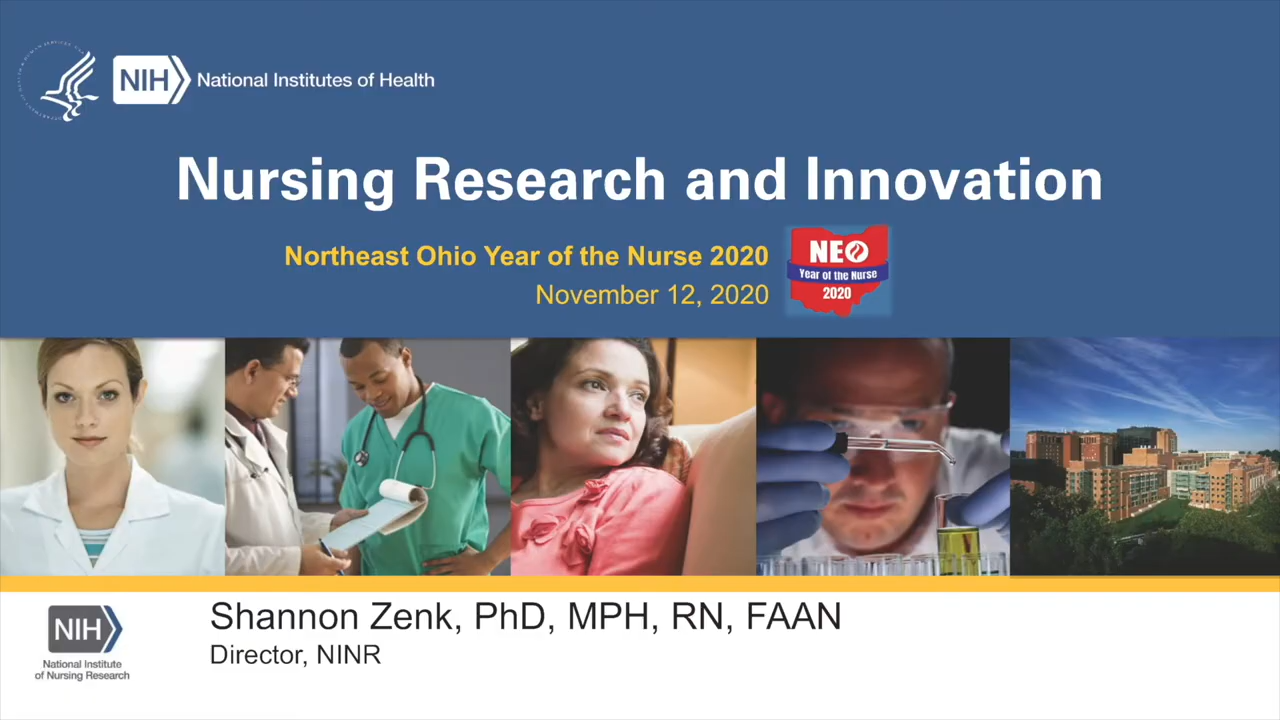 NIH National Institutes of Health
Nursing Research and Innovation
Northeast Ohio Year of the Nurse 2020
November 12, 2020
NEO
Year of the Nurse
2020
Shannon Zenk, PhD, MPH, RN, FAAN
Director, NINR
NIH
National Institute
of Nursing Research